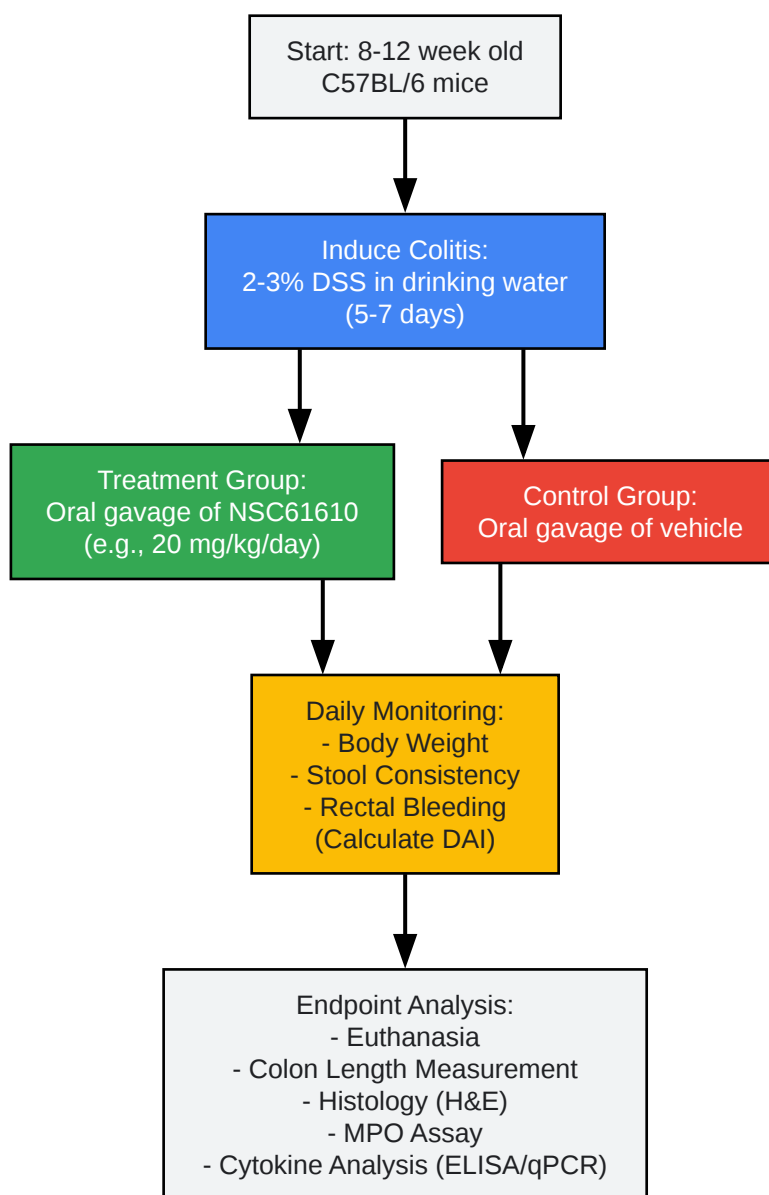 Start: 8-12 week old
C57BL/6 mice
Induce Colitis:
2-3% DSS in drinking water
(5-7 days)
Treatment Group:
Oral gavage of NSC61610
(e.g., 20 mg/kg/day)
Control Group:
Oral gavage of vehicle
Daily Monitoring:
- Body Weight
- Stool Consistency
- Rectal Bleeding
(Calculate DAI)
Endpoint Analysis:
- Euthanasia
- Colon Length Measurement
- Histology (H&E)
- MPO Assay
- Cytokine Analysis (ELISA/qPCR)